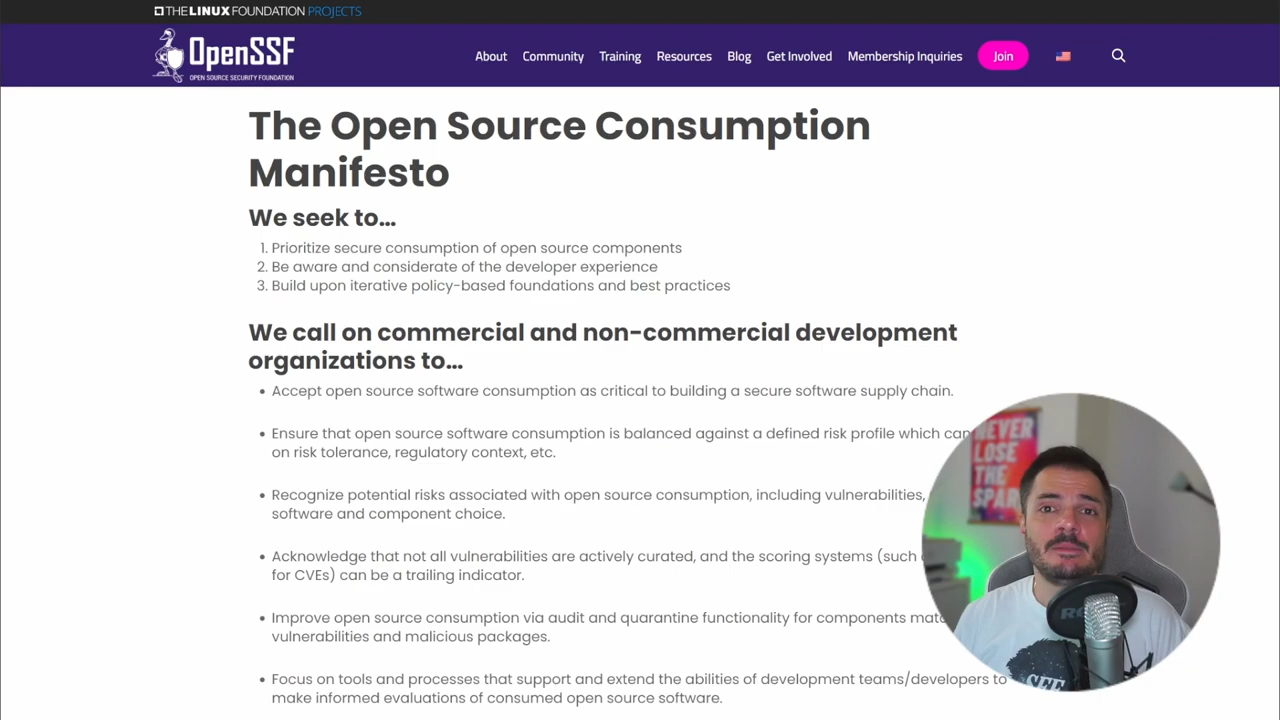 THE LINUX FOUNDATION PROJECTS
OpenSSF
OPEN SOURCE SECURITY FOUNDATION
About Community Training Resources Blog Get Involved Membership Inquiries Join
The Open Source Consumption
Manifesto
We seek to...
1. Prioritize secure consumption of open source components
2. Be aware and considerate of the developer experience
3. Build upon iterative policy-based foundations and best practices
We call on commercial and non-commercial development
organizations to...
• Accept open source software consumption as critical to building a secure software supply chain.
• Ensure that open source software consumption is balanced against a defined risk profile which can
on risk tolerance, regulatory context, etc.
• Recognize potential risks associated with open source consumption, including vulnerabilities,
software and component choice.
• Acknowledge that not all vulnerabilities are actively curated, and the scoring systems (such
for CVEs) can be a trailing indicator.
• Improve open source consumption via audit and quarantine functionality for components
vulnerabilities and malicious packages.
• Focus on tools and processes that support and extend the abilities of development teams/developers to
make informed evaluations of consumed open source software.
NEVER
LOSE
THE
SEE